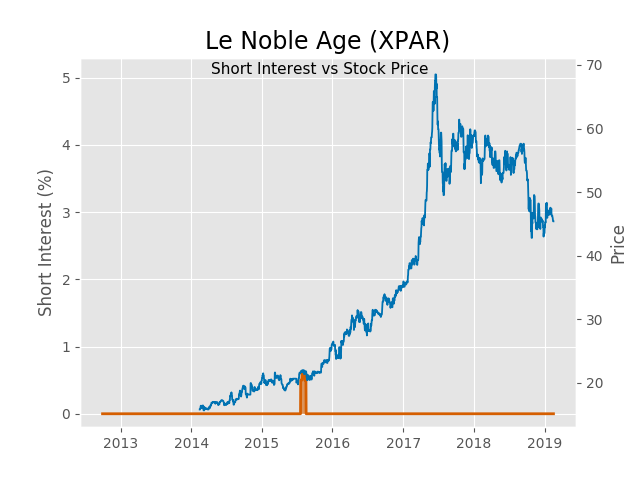 Le Noble Age (XPAR)
Short Interest vs Stock Price
Short Interest (%)
5
4
3
2
1
0
70
60
50
40
30
20
Price
2013 2014 2015 2016 2017 2018 2019